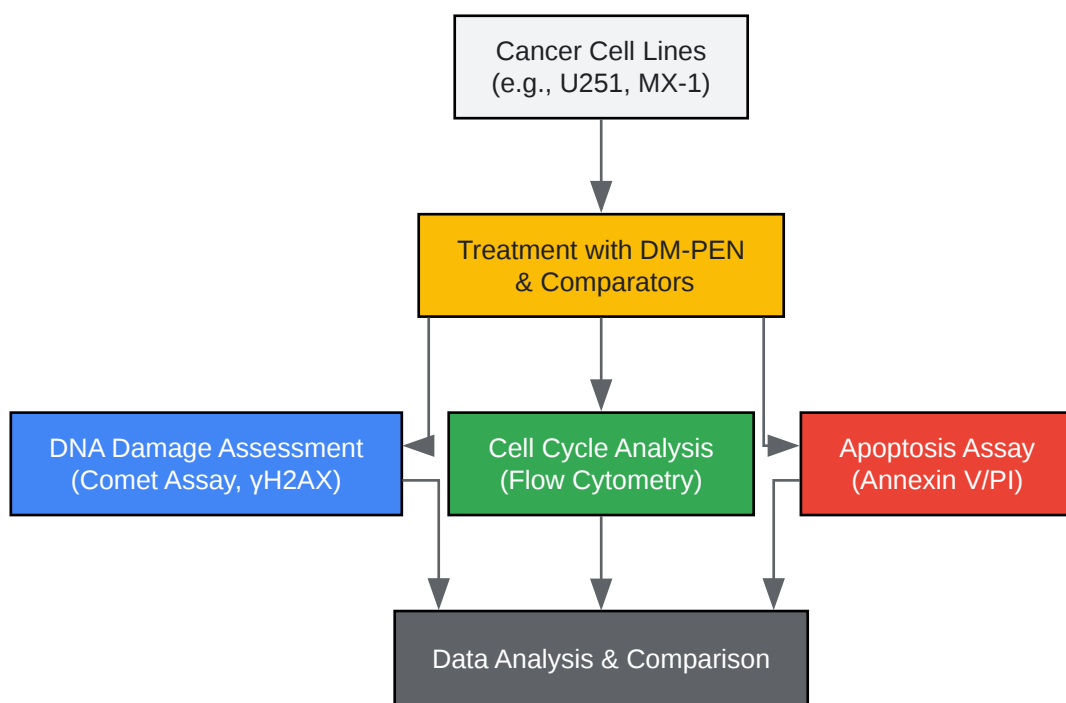 Cancer Cell Lines
(e.g., U251, MX-1)
Treatment with DM-PEN
& Comparators
DNA Damage Assessment
(Comet Assay, γH2AX)
Cell Cycle Analysis
(Flow Cytometry)
Apoptosis Assay
(Annexin V/PI)
Data Analysis & Comparison